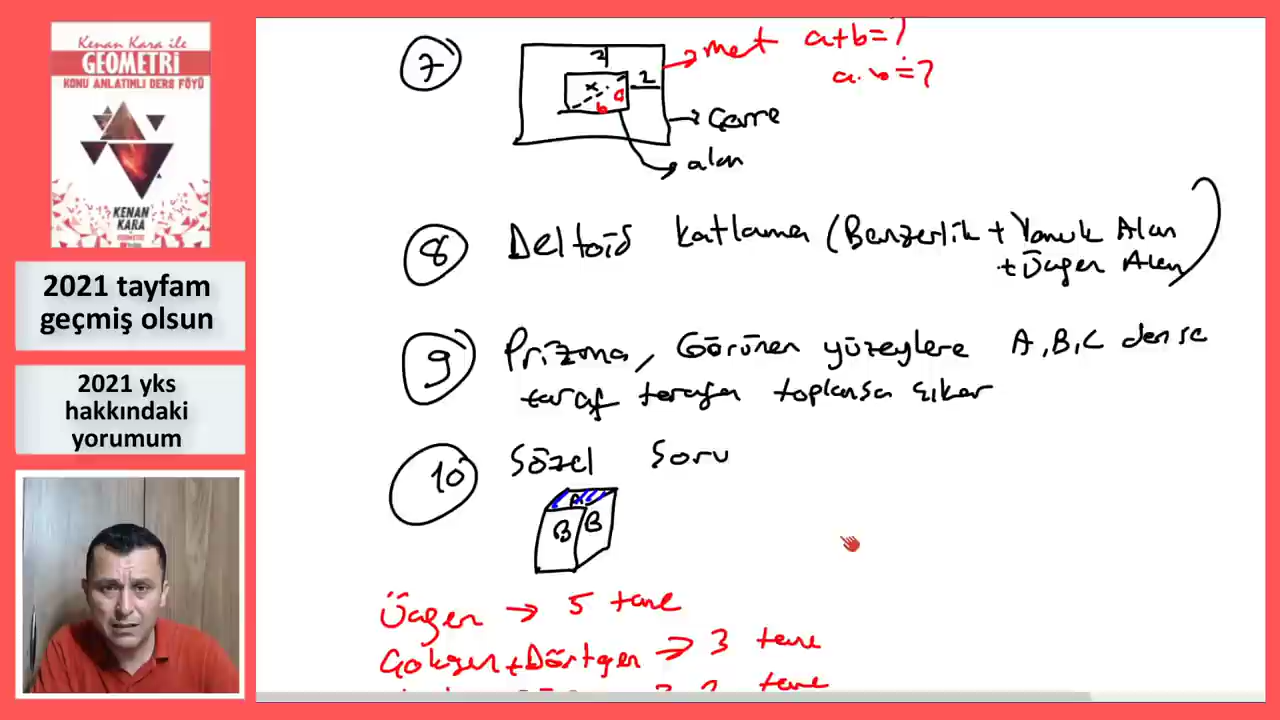 Kenan Kara ile
GEOMETRİ
KONU ANLATIMLI DERS FÖYÜ
KENAN
KARA
2021 tayfam
geçmiş olsun
2021 yks
hakkındaki
yorumum
7
2
x
2
a
b
met a+b=?
a.b=?
Çevre
alan
8 Deltoid katlama (Benzerlik + Yamuk Alan
+ Üçgen Alan)
9 Prizma, Görünen yüzeylere A,B,C dense
taraf tarafa toplansa çıkar
10 Sözel Soru
A
B B
Üçgen → 5 tane
Çokgen+Dörtgen → 3 tane
tane